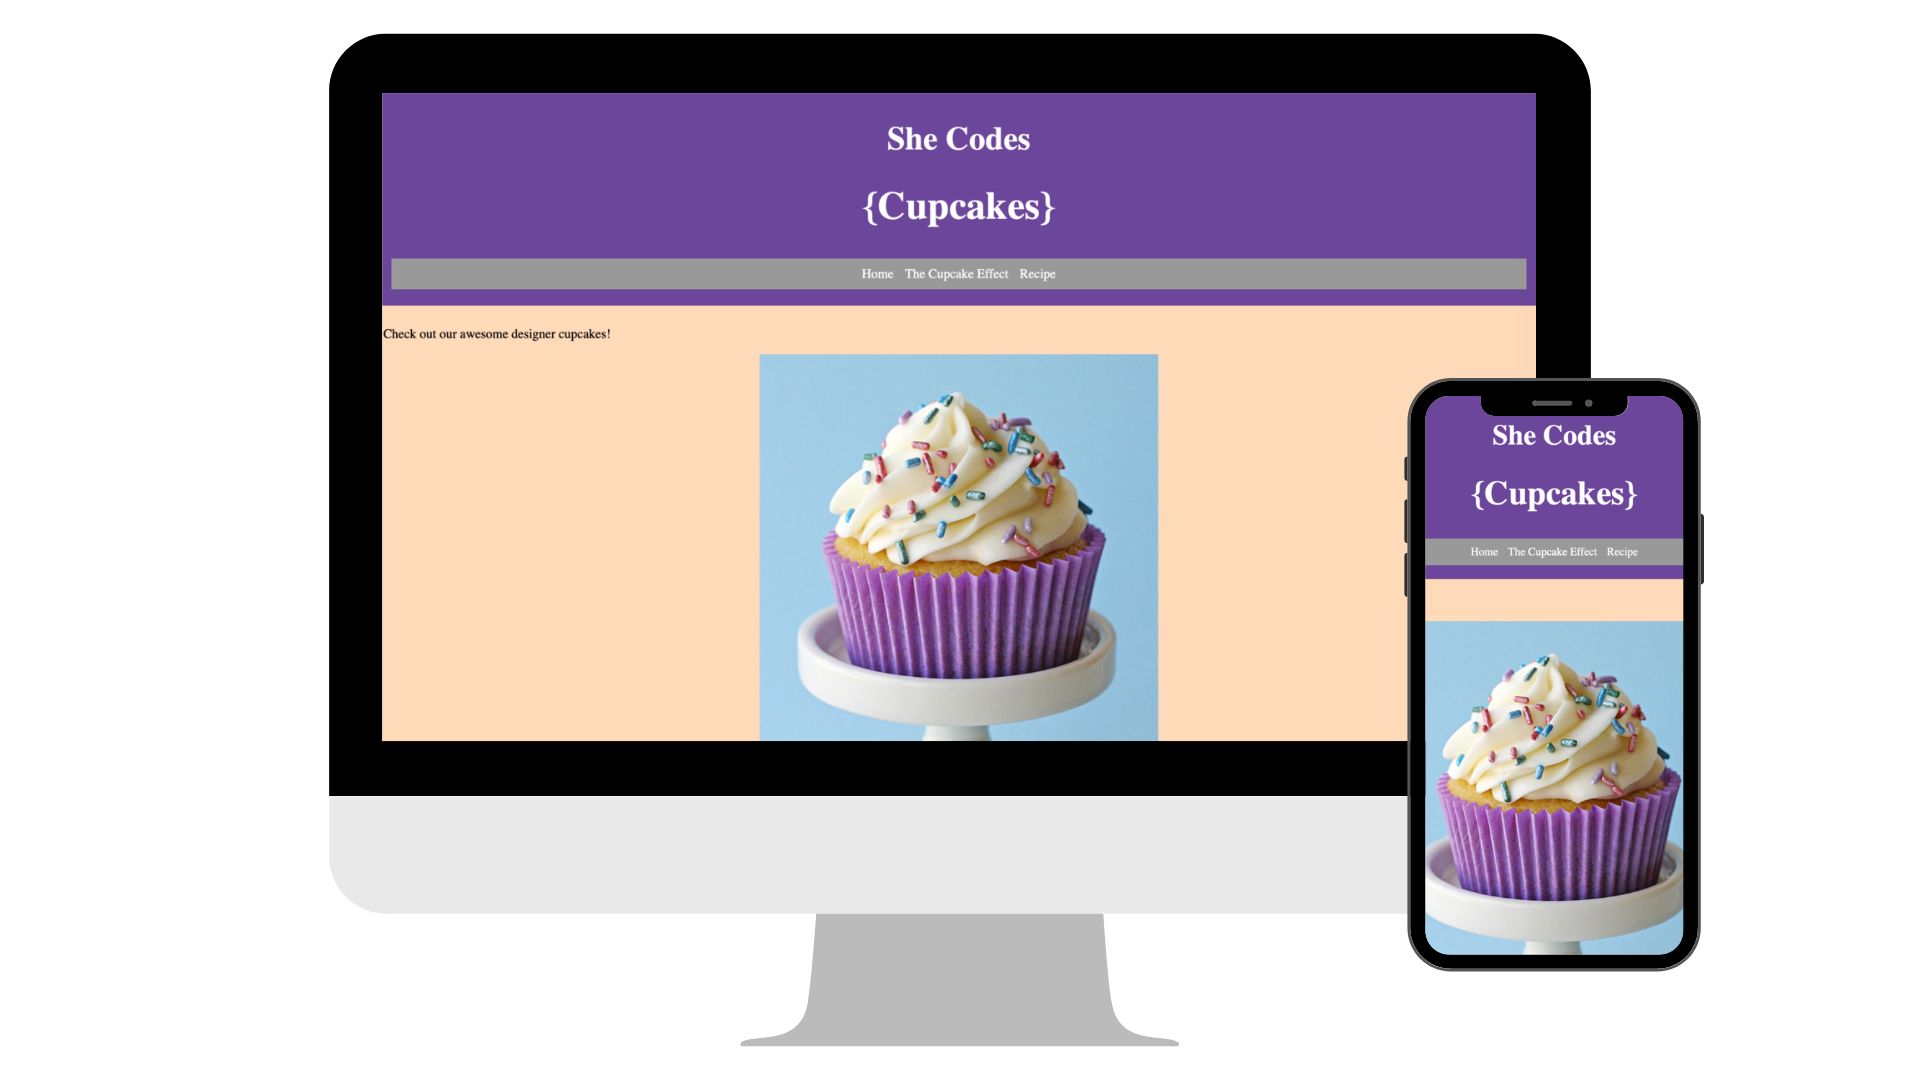 She Codes
{Cupcakes}
Home The Cupcake Effect Recipe
Check out our awesome designer cupcakes!
She Codes
{Cupcakes}
Home The Cupcake Effect Recipe